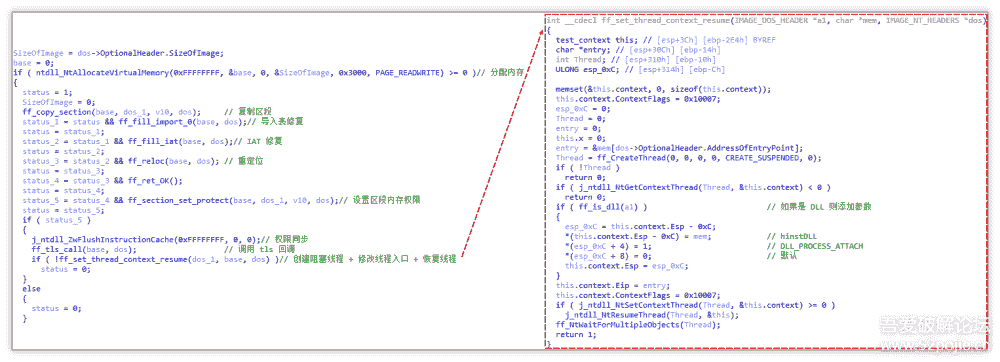 SizeOfImage = dos->OptionalHeader.SizeOfImage;
base = 0;
if ( ntdll_NtAllocateVirtualMemory(0xFFFFFFFF, &base, 0, &SizeOfImage, 0x3000, PAGE_READWRITE) >= 0 )// 分配内存
{
status = 1;
SizeOfImage = 0;
ff_copy_section(base, dos_1, v10, dos); // 复制区段
status_1 = status && ff_fill_import_0(base, dos);// 导入表修复
status = status_1;
status_2 = status_1 && ff_fill_iat(base, dos);// IAT 修复
status = status_2;
status_3 = status_2 && ff_reloc(base, dos); // 重定位
status = status_3;
status_4 = status_3 && ff_ret_OK();
status = status_4;
status_5 = status_4 && ff_section_set_protect(base, dos_1, v10, dos);// 设置区段内存权限
status = status_5;
if ( status_5 )
{
j_ntdll_ZwFlushInstructionCache(0xFFFFFFFF, 0, 0);// 权限同步
ff_tls_call(base, dos); // 调用 tls 回调
if ( !ff_set_thread_context_resume(dos_1, base, dos) )// 创建阻塞线程 + 修改线程入口 + 恢复线程
status = 0;
}
else
{
status = 0;
}
int __cdecl ff_set_thread_context_resume(IMAGE_DOS_HEADER *a1, char *mem, IMAGE_NT_HEADERS *dos)
{
test_context this; // [esp+3Ch] [ebp-2E4h] BYREF
char *entry; // [esp+30Ch] [ebp-14h]
int Thread; // [esp+310h] [ebp-10h]
ULONG esp_0xC; // [esp+314h] [ebp-Ch]
memset(&this.context, 0, sizeof(this.context));
this.context.ContextFlags = 0x10007;
esp_0xC = 0;
Thread = 0;
entry = 0;
this.x = 0;
entry = &mem[dos->OptionalHeader.AddressOfEntryPoint];
Thread = ff_CreateThread(0, 0, 0, 0, CREATE_SUSPENDED, 0);
if ( !Thread )
return 0;
if ( j_ntdll_NtGetContextThread(Thread, &this.context) < 0 )
return 0;
if ( ff_is_dll(a1) ) // 如果是 DLL 则添加参数
{
esp_0xC = this.context.Esp - 0xC;
*(this.context.Esp - 0xC) = mem; // hinstDLL
*(esp_0xC + 4) = 1; // DLL_PROCESS_ATTACH
*(esp_0xC + 8) = 0; // 默认
this.context.Esp = esp_0xC;
}
this.context.Eip = entry;
this.context.ContextFlags = 0x10007;
if ( j_ntdll_NtSetContextThread(Thread, &this.context) >= 0 )
j_ntdll_NtResumeThread(Thread, &this);
ff_NtWaitForMultipleObjects(Thread);
return 1;
}
吾爱破解论坛
www.52pojie.cn